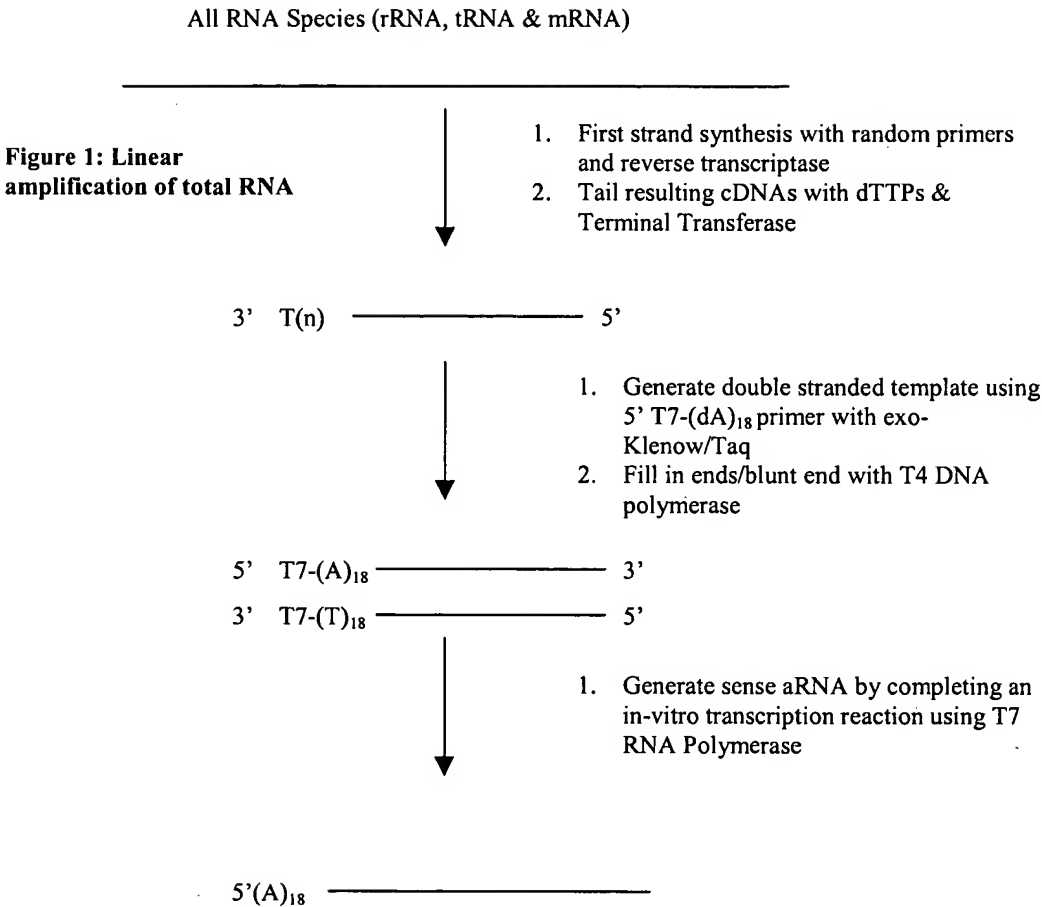 All RNA Species (rRNA, tRNA & mRNA)
Figure 1: Linear
amplification of total RNA
1. First strand synthesis with random primers
and reverse transcriptase
2. Tail resulting cDNAs with dTTPs &
Terminal Transferase
3’ T(n) 5’
1. Generate double stranded template using
5’ T7-(dA)₁₈ primer with exo-
Klenow/Taq
2. Fill in ends/blunt end with T4 DNA
polymerase
5’ T7-(A)₁₈ 3’
3’ T7-(T)₁₈ 5’
1. Generate sense aRNA by completing an
in-vitro transcription reaction using T7
RNA Polymerase
5’(A)₁₈